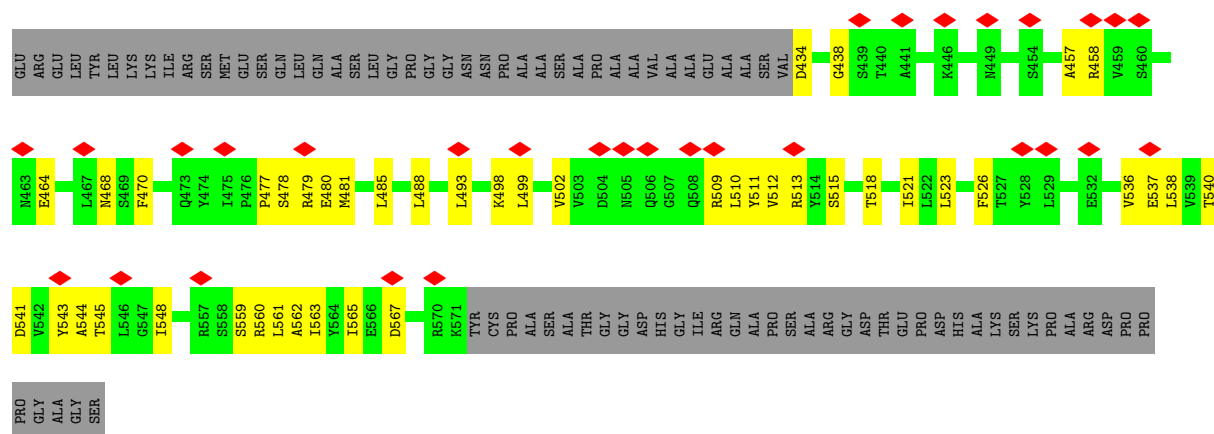 GLU ARG GLU LEU TYR LEU LYS LYS ILE ARG SER MET GLU SER GLN LEU GLN ALA SER LEU GLY PRO GLY GLY ASN ASN PRO ALA ALA SER ALA PRO ALA ALA VAL ALA ALA GLU ALA ALA SER VAL D434 G438 S439 T440 A441 K446 N449 S454 A457 R458 V459 S460
N463 E464 L467 N468 S469 F470 Q473 Y474 I475 P476 P477 S478 R479 E480 M481 L485 L488 L493 K498 L499 V502 V503 D504 N505 Q506 G507 Q508 R509 L510 Y511 V512 R513 Y514 S515 T518 I521 L522 L523 F526 T527 Y528 L529 E532 V536 E537 L538 V539 T540
D541 V542 Y543 A544 T545 L546 G547 I548 R557 S558 S559 R560 L561 A562 I563 Y564 I565 E566 D567 R570 K571 TYR CYS PRO ALA SER ALA THR GLY GLY ASP HIS GLY ILE ARG GLN ALA PRO SER ALA ARG GLY ASP THR GLU PRO ASP HIS ALA LYS SER LYS PRO ALA ARG ASP PRO PRO
PRO GLY ALA GLY SER